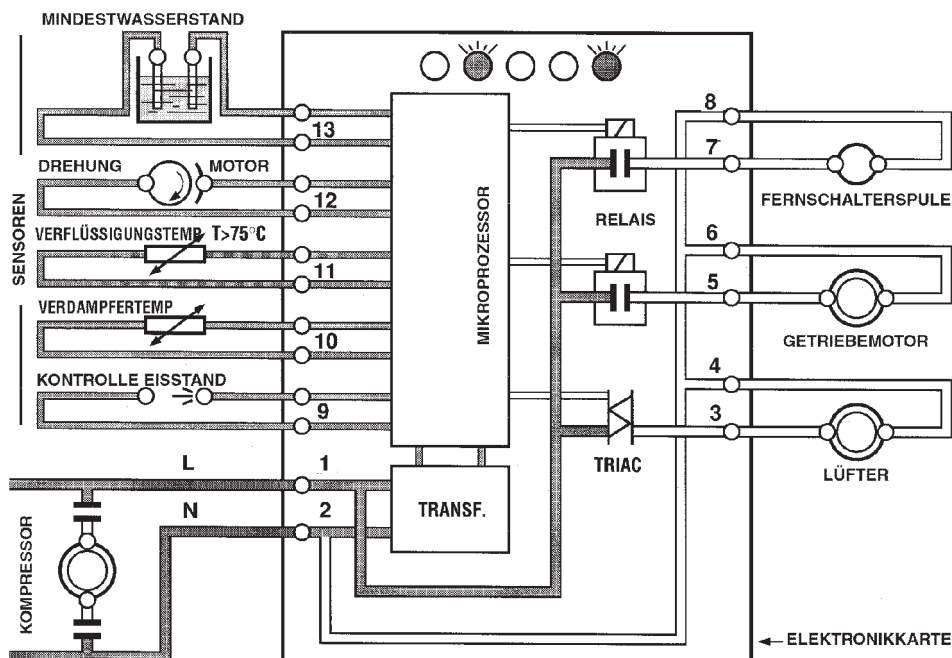 MINDESTWASSERSTAND
13
DREHUNG MOTOR
12
VERFLÜSSIGUNGSTEMP T>75°C
11
VERDAMPFERTEMP
10
KONTROLLE EISSTAND
9
SENSOREN
L
1
N
2
KOMPRESSOR
MIKROPROZESSOR
TRANSF.
RELAIS
TRIAC
8
7
FERNSCHALTERSPULE
6
5
GETRIEBEMOTOR
4
3
LÜFTER
ELEKTRONIKKARTE